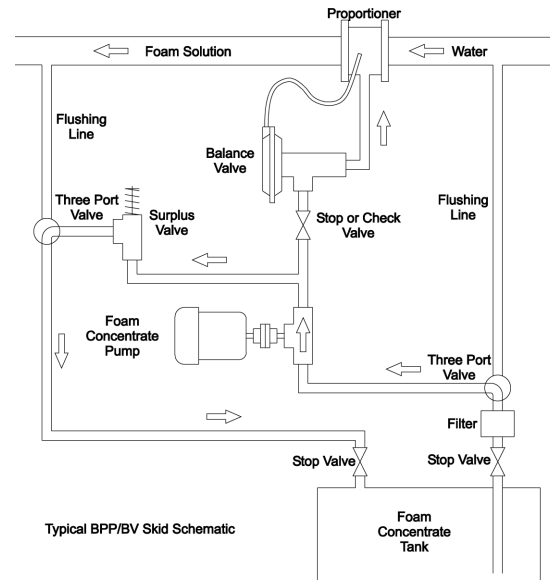 Proportioner
Foam Solution
Water
Flushing
Line
Balance
Valve
Three Port
Valve
Surplus
Valve
Stop or Check
Valve
Flushing
Line
Foam
Concentrate
Pump
Three Port
Valve
Filter
Stop Valve
Stop Valve
Typical BPP/BV Skid Schematic
Foam
Concentrate
Tank